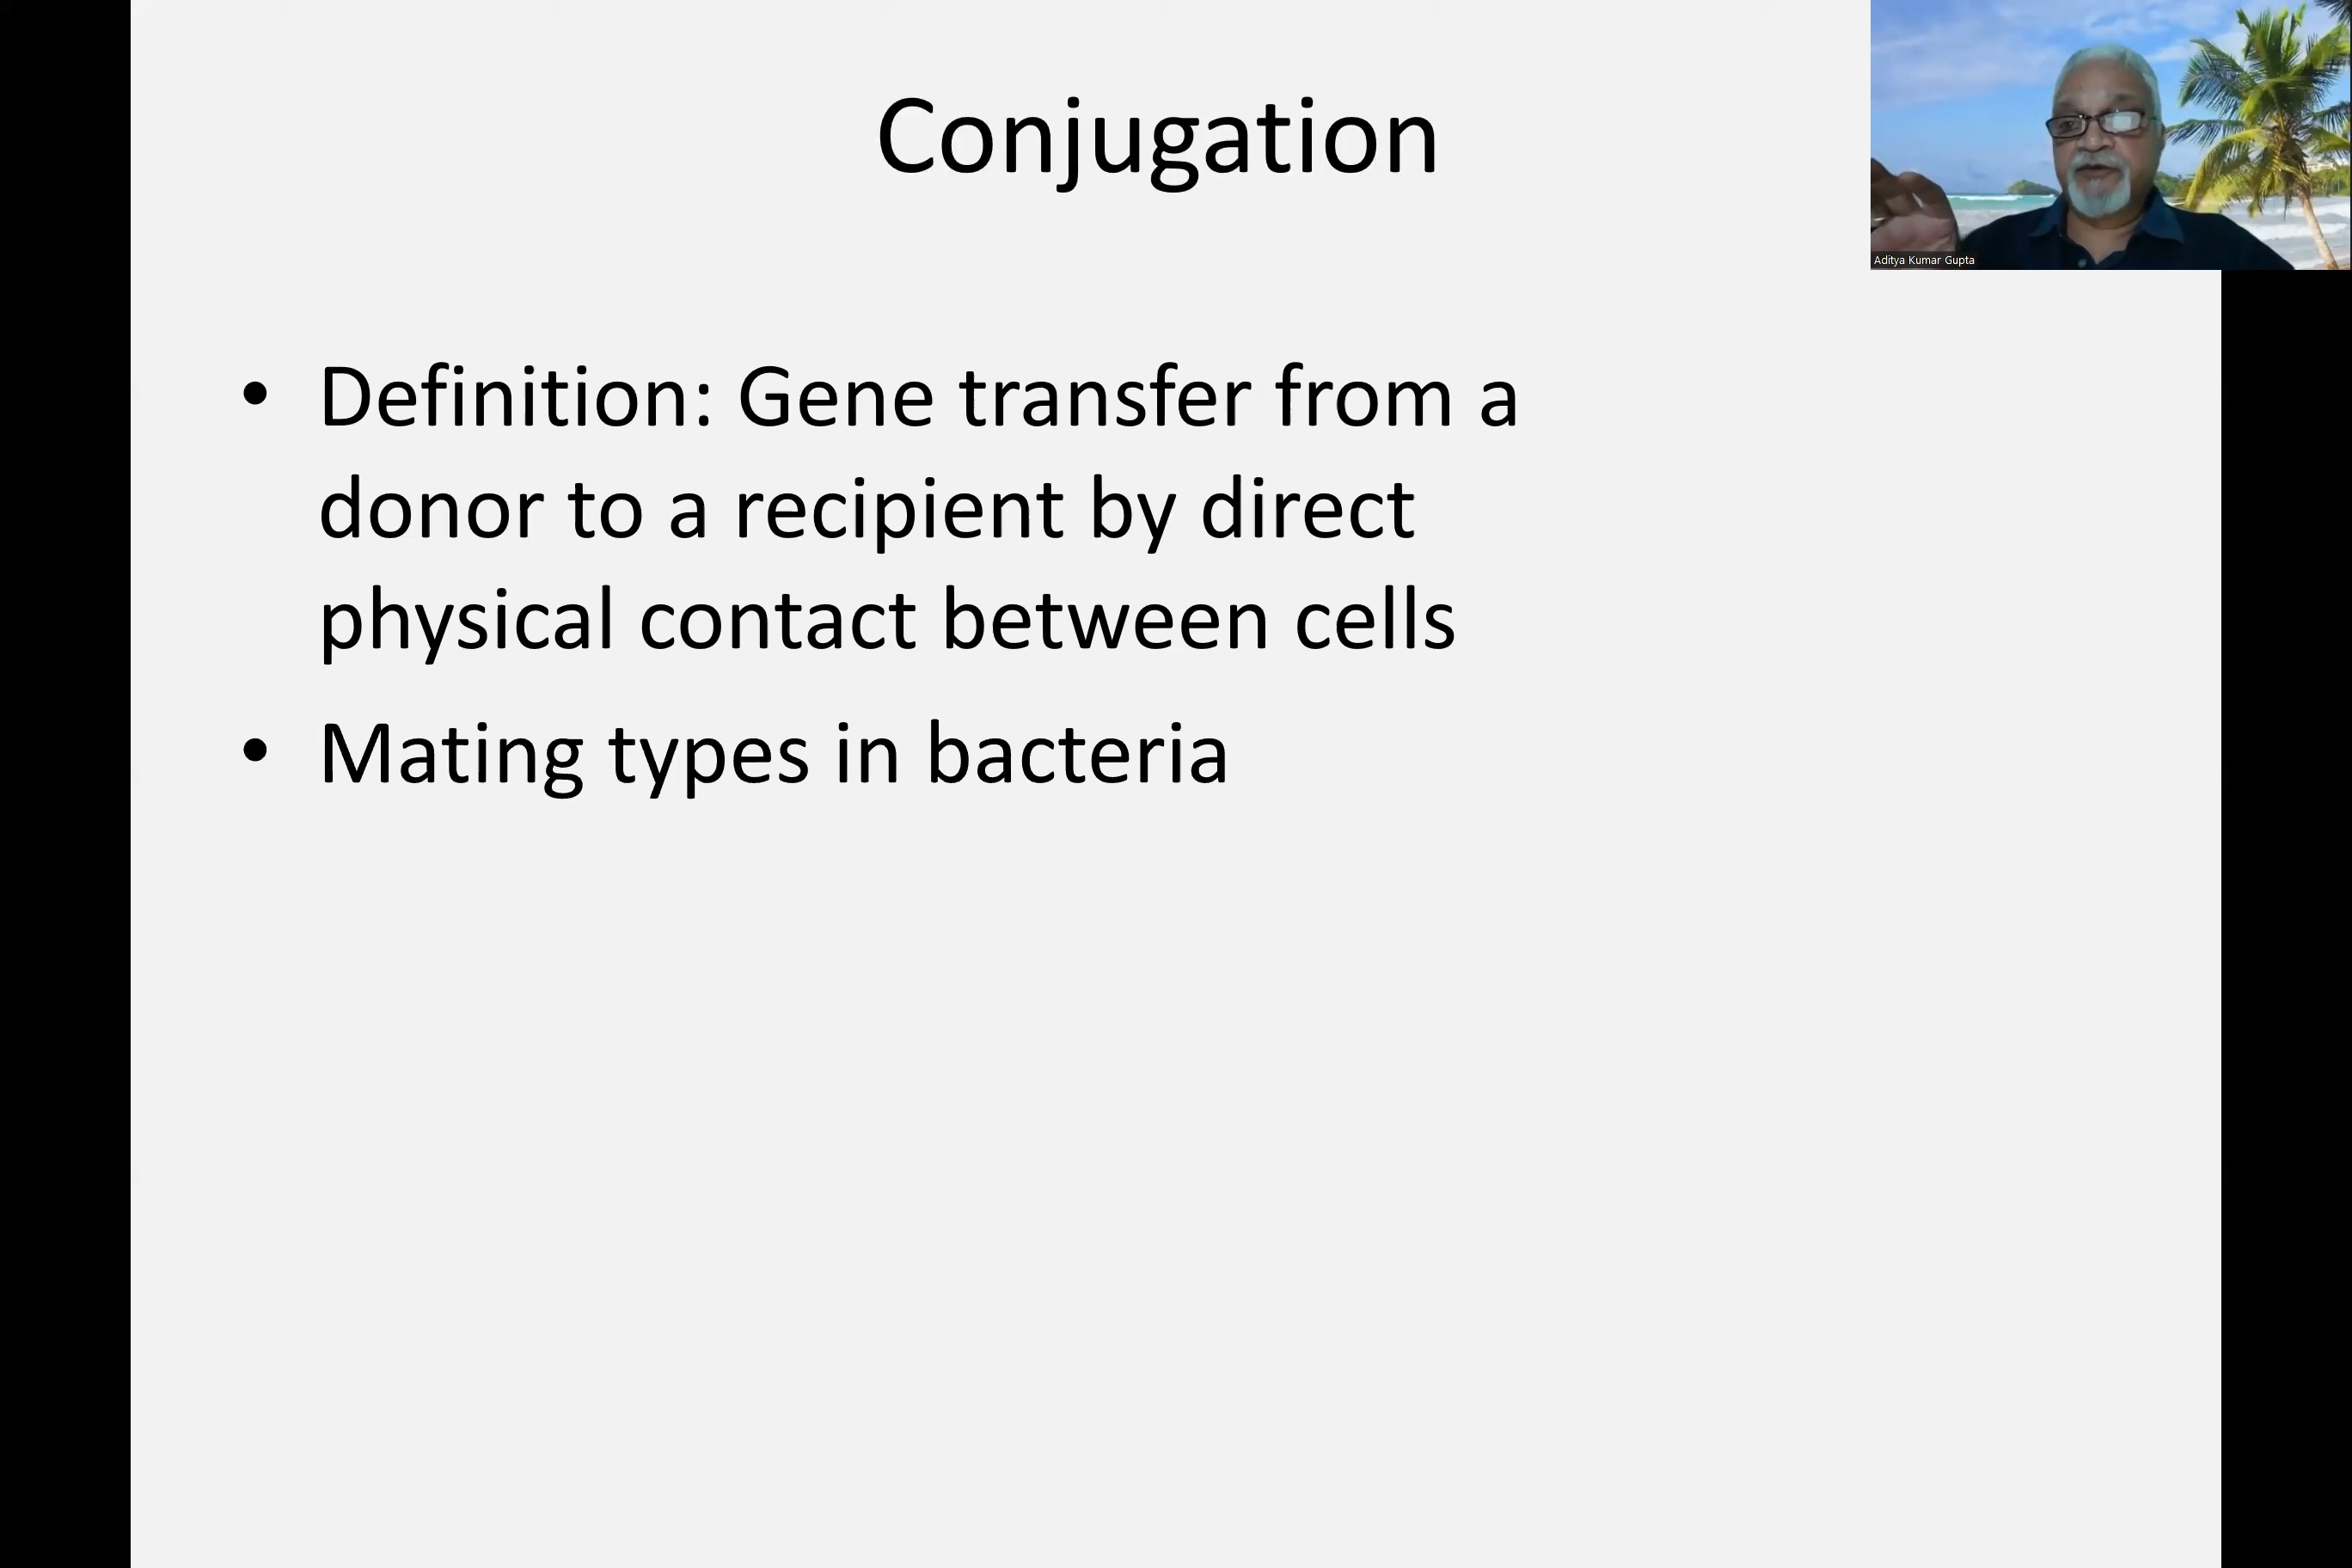 Conjugation
Aditya Kumar Gupta
• Definition: Gene transfer from a
donor to a recipient by direct
physical contact between cells
• Mating types in bacteria